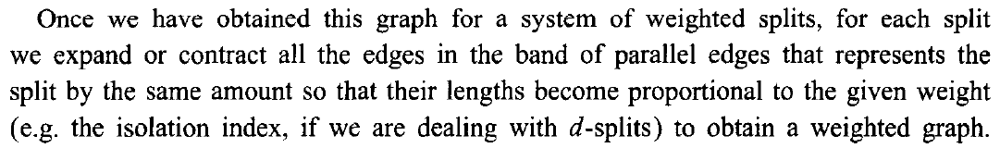 Once we have obtained this graph for a system of weighted splits, for each split
we expand or contract all the edges in the band of parallel edges that represents the
split by the same amount so that their lengths become proportional to the given weight
(e.g. the isolation index, if we are dealing with d-splits) to obtain a weighted graph.